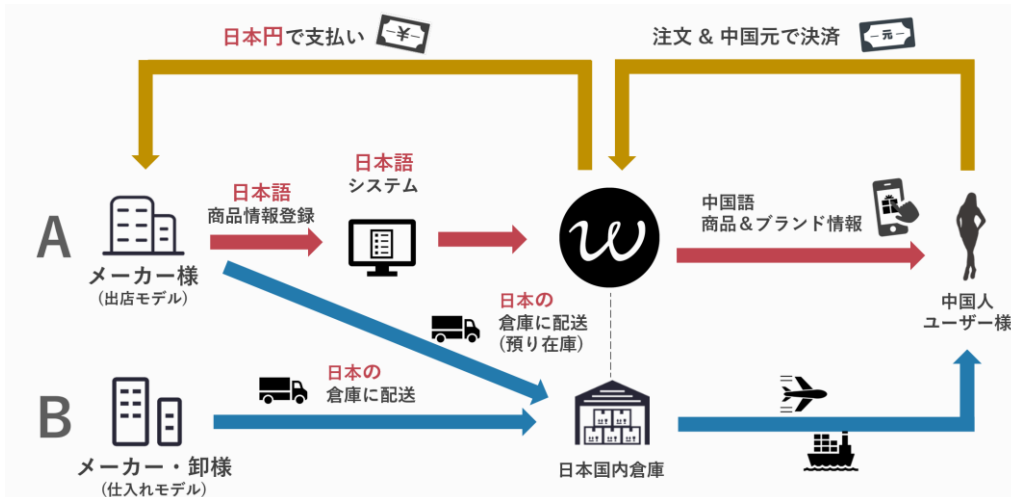 日本円で支払い
¥
注文 & 中国元で決済
元
A
メーカー様
(出店モデル)
日本語
商品情報登録
日本語
システム
w
中国語
商品&ブランド情報
中国人
ユーザー様
日本の
倉庫に配送
(預り在庫)
B
メーカー・卸様
(仕入れモデル)
日本の
倉庫に配送
日本国内倉庫